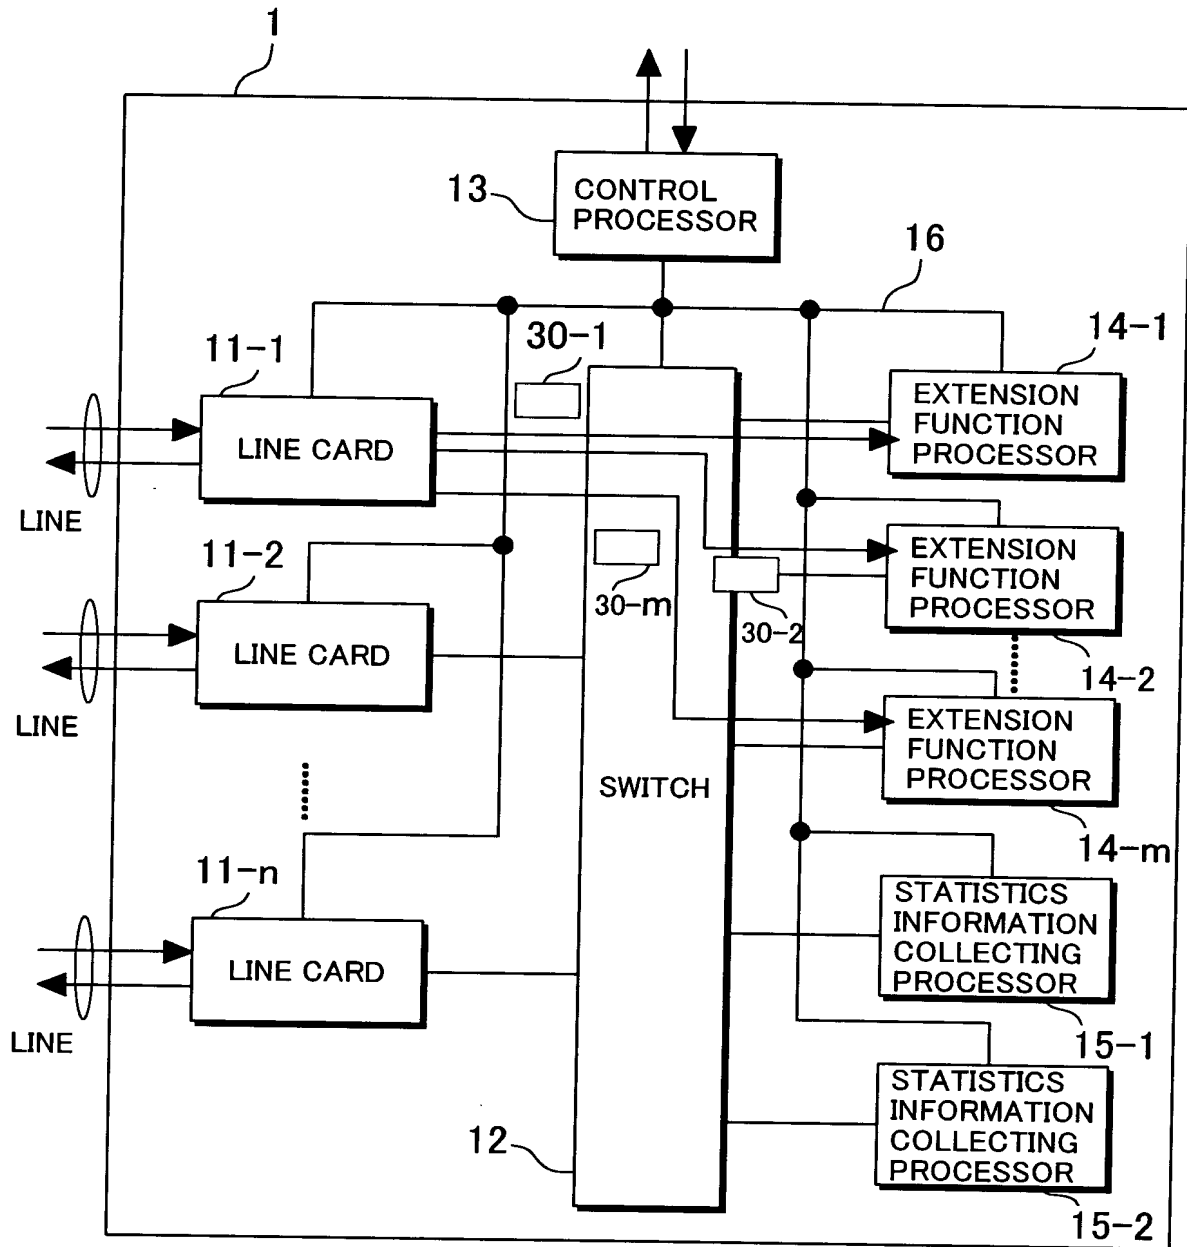 1
13
CONTROL
PROCESSOR
16
30-1
11-1
14-1
LINE CARD
EXTENSION
FUNCTION
PROCESSOR
LINE
11-2
30-m
30-2
EXTENSION
FUNCTION
PROCESSOR
14-2
LINE CARD
LINE
EXTENSION
FUNCTION
PROCESSOR
14-m
SWITCH
11-n
LINE CARD
LINE
STATISTICS
INFORMATION
COLLECTING
PROCESSOR
15-1
12
STATISTICS
INFORMATION
COLLECTING
PROCESSOR
15-2